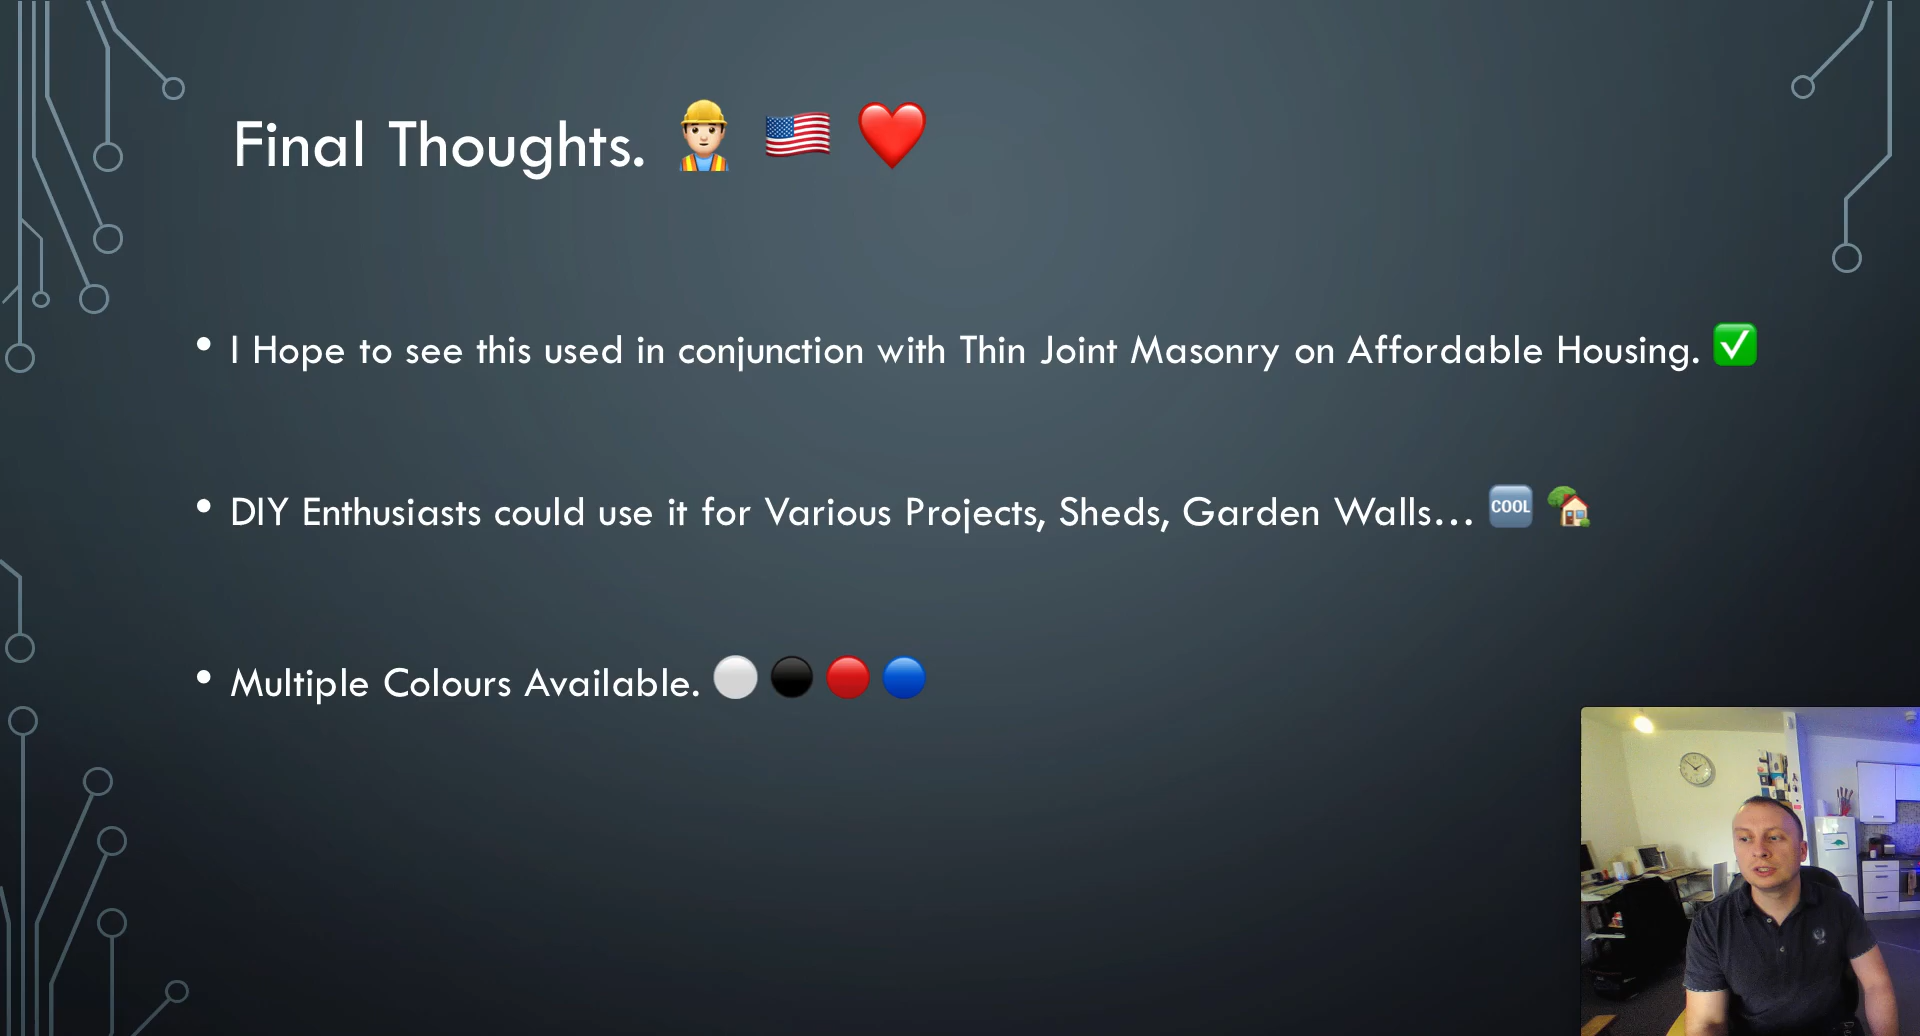 Final Thoughts. 👷🏻‍♂️ 🇺🇸 ❤️
• I Hope to see this used in conjunction with Thin Joint Masonry on Affordable Housing. ✅
• DIY Enthusiasts could use it for Various Projects, Sheds, Garden Walls... 🆒 🏡
• Multiple Colours Available. ⚪ ⚫ 🔴 🔵